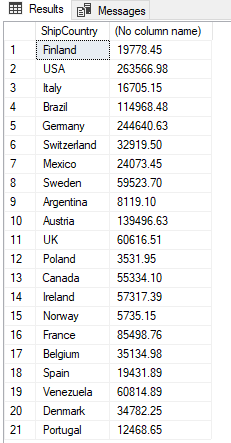 Results Messages
ShipCountry (No column name)
1 Finland 19778.45
2 USA 263566.98
3 Italy 16705.15
4 Brazil 114968.48
5 Germany 244640.63
6 Switzerland 32919.50
7 Mexico 24073.45
8 Sweden 59523.70
9 Argentina 8119.10
10 Austria 139496.63
11 UK 60616.51
12 Poland 3531.95
13 Canada 55334.10
14 Ireland 57317.39
15 Norway 5735.15
16 France 85498.76
17 Belgium 35134.98
18 Spain 19431.89
19 Venezuela 60814.89
20 Denmark 34782.25
21 Portugal 12468.65